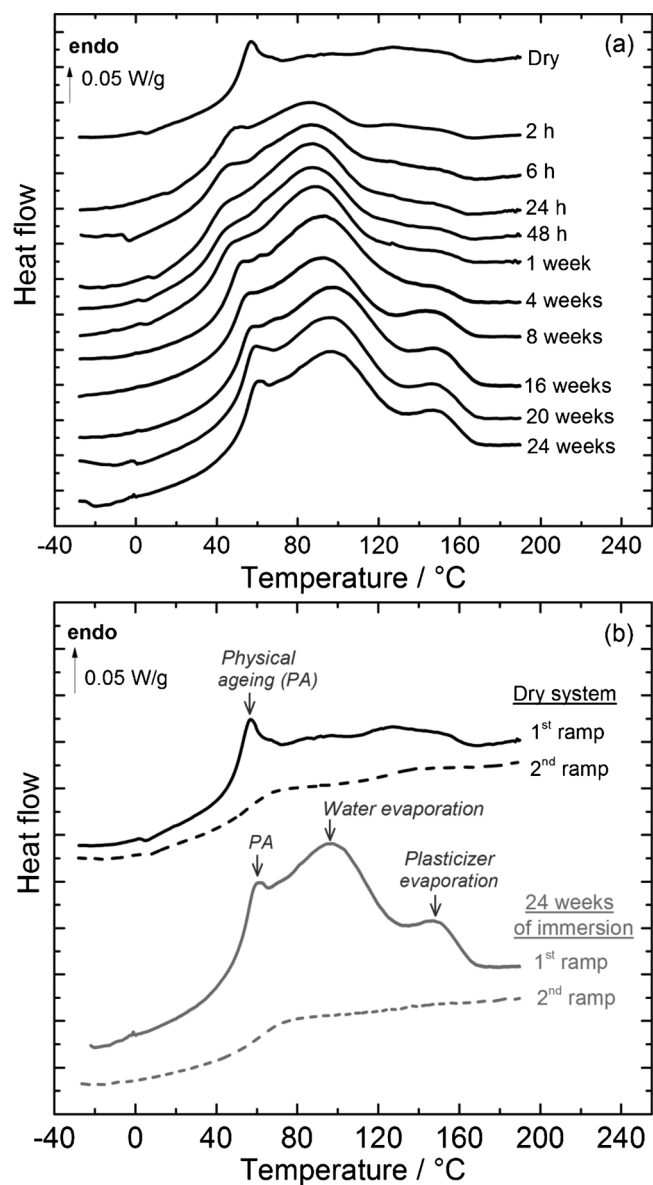 endo
(a)
0.05 W/g
Dry
2 h
6 h
24 h
48 h
1 week
4 weeks
8 weeks
16 weeks
20 weeks
24 weeks
Heat flow
-40 0 40 80 120 160 200 240
Temperature / °C
endo
(b)
0.05 W/g
Physical
ageing (PA)
Dry system
1st ramp
2nd ramp
Water evaporation
PA
Plasticizer
evaporation
24 weeks
of immersion
1st ramp
2nd ramp
Heat flow
-40 0 40 80 120 160 200 240
Temperature / °C